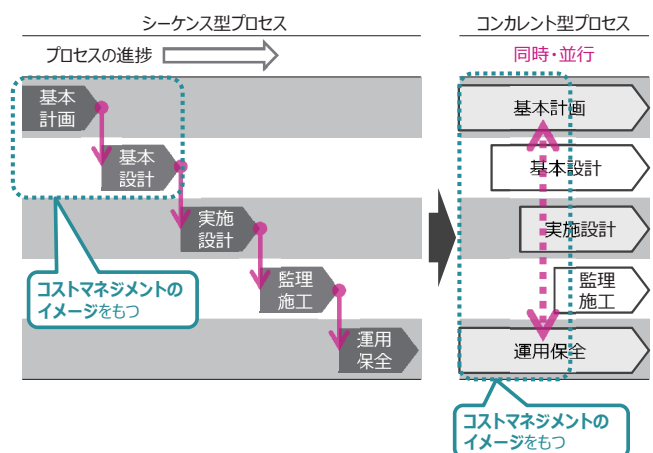 シーケンス型プロセス
プロセスの進捗
基本
計画
基本
設計
実施
設計
監理
施工
運用
保全
コストマネジメントの
イメージをもつ
コンカレント型プロセス
同時・並行
基本計画
基本設計
実施設計
監理
施工
運用保全
コストマネジメントの
イメージをもつ